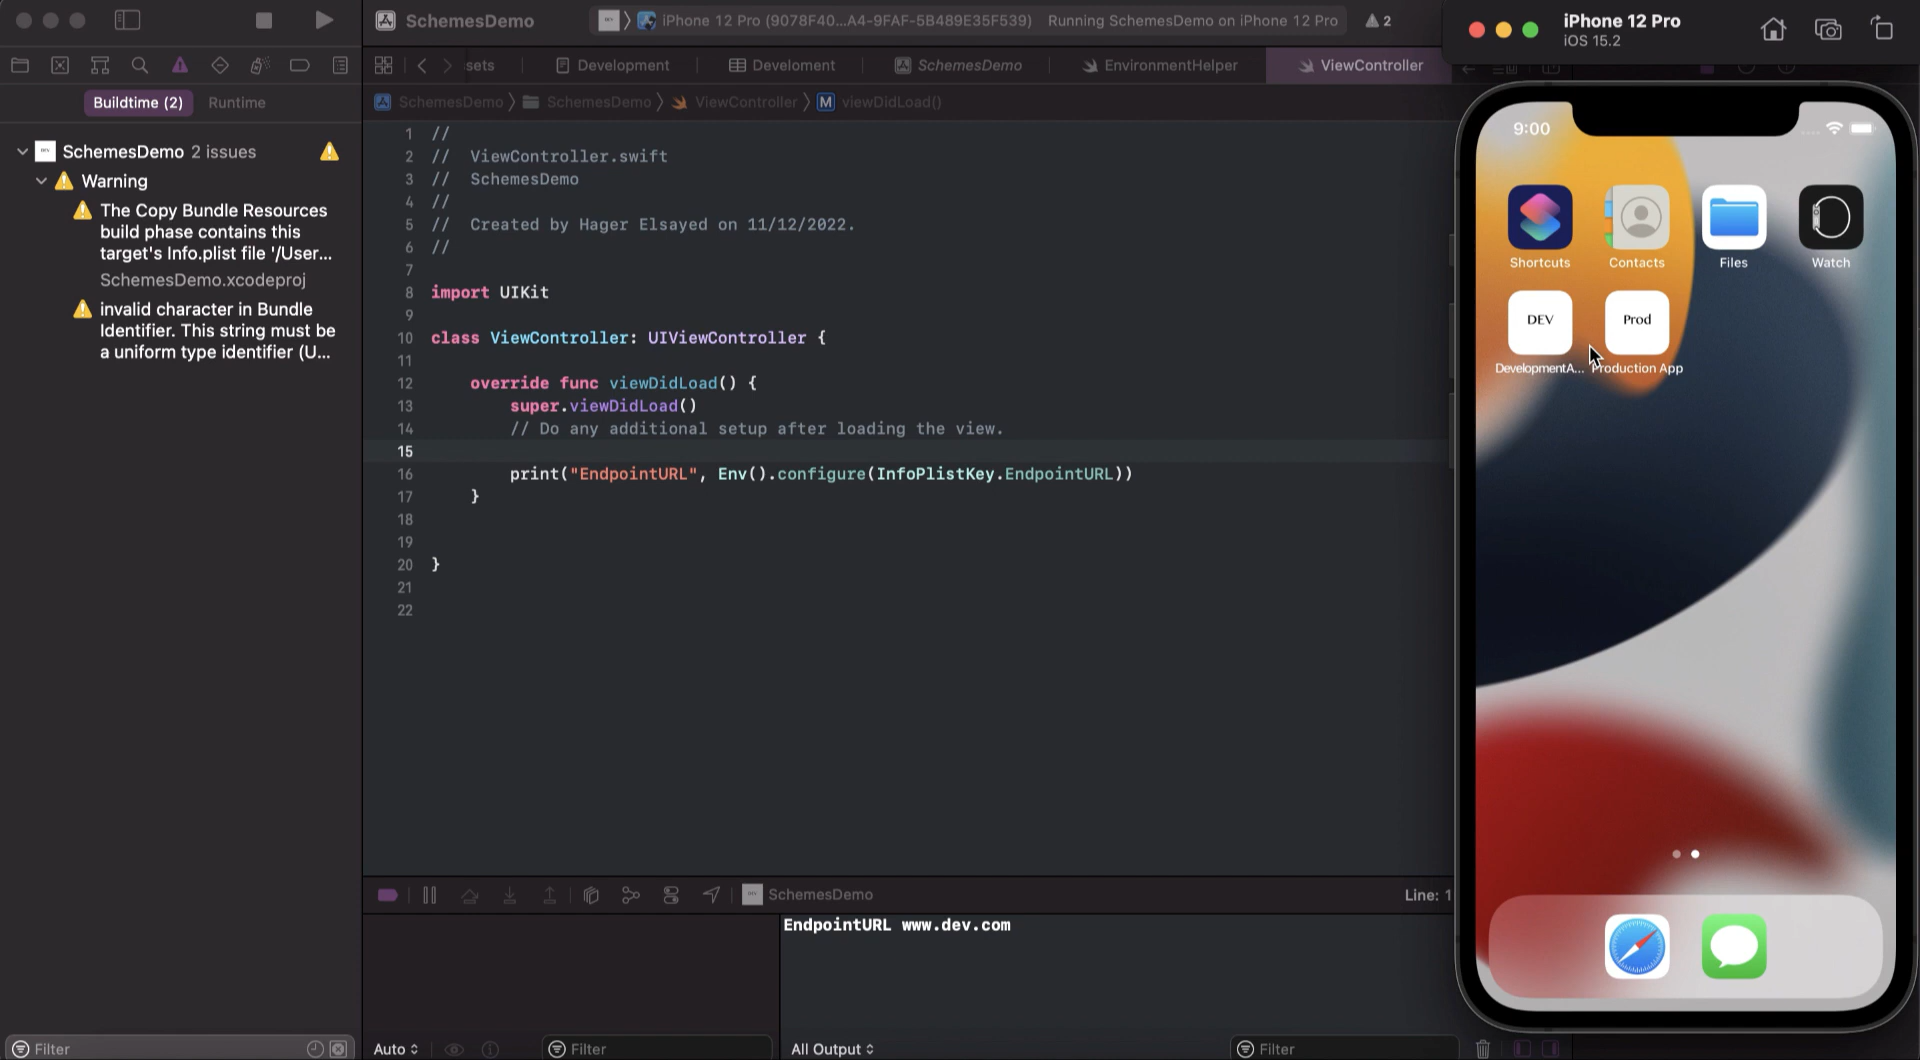 SchemesDemo
iPhone 12 Pro (9078F40...A4-9FAF-5B489E35F539)
Running SchemesDemo on iPhone 12 Pro
2
iPhone 12 Pro
iOS 15.2
sets
Development
Develoment
SchemesDemo
EnvironmentHelper
ViewController
Buildtime (2)
Runtime
SchemesDemo
SchemesDemo
ViewController
M
viewDidLoad()
SchemesDemo 2 issues
Warning
The Copy Bundle Resources
build phase contains this
target's Info.plist file '/User...
SchemesDemo.xcodeproj
invalid character in Bundle
Identifier. This string must be
a uniform type identifier (U...
1 //
2 //  ViewController.swift
3 //  SchemesDemo
4 //
5 //  Created by Hager Elsayed on 11/12/2022.
6 //
7
8 import UIKit
9
10 class ViewController: UIViewController {
11
12     override func viewDidLoad() {
13         super.viewDidLoad()
14         // Do any additional setup after loading the view.
15
16         print("EndpointURL", Env().configure(InfoPlistKey.EndpointURL))
17     }
18
19
20 }
21
22
SchemesDemo
Line: 1
EndpointURL www.dev.com
Filter
Auto
Filter
All Output
Filter
9:00
Shortcuts
Contacts
Files
Watch
DEV
Prod
DevelopmentA...
Production App